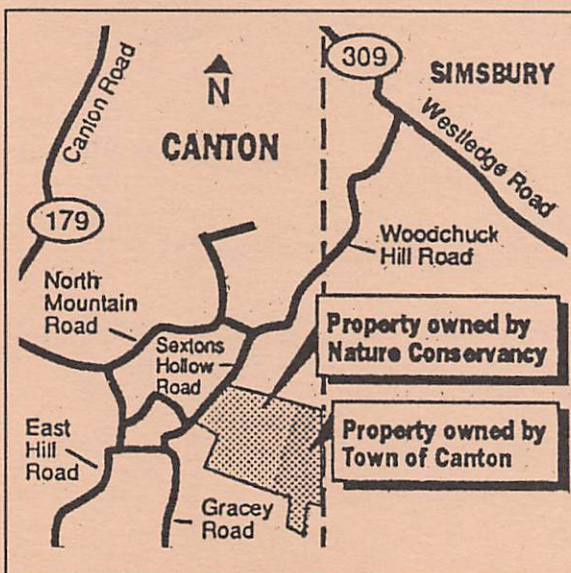 309
SIMSBURY
Canton Road
N
CANTON
Westledge Road
179
Woodchuck
Hill Road
North
Mountain
Road
Sextons
Hollow
Road
Property owned by
Nature Conservancy
East
Hill
Road
Property owned by
Town of Canton
Gracey
Road